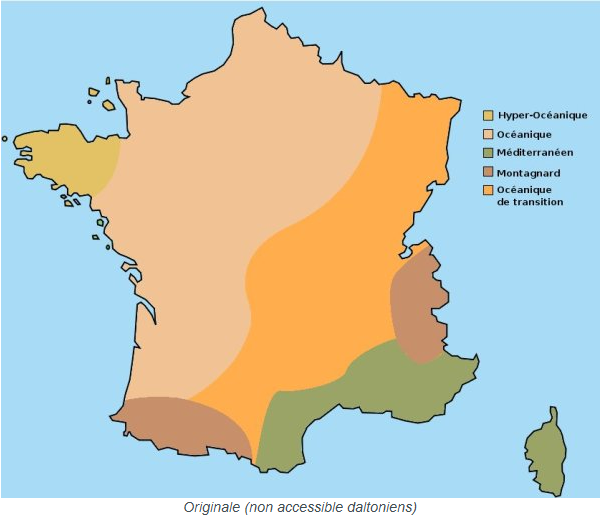 Hyper-Océanique
Océanique
Méditerranéen
Montagnard
Océanique
de transition
Originale (non accessible daltoniens)